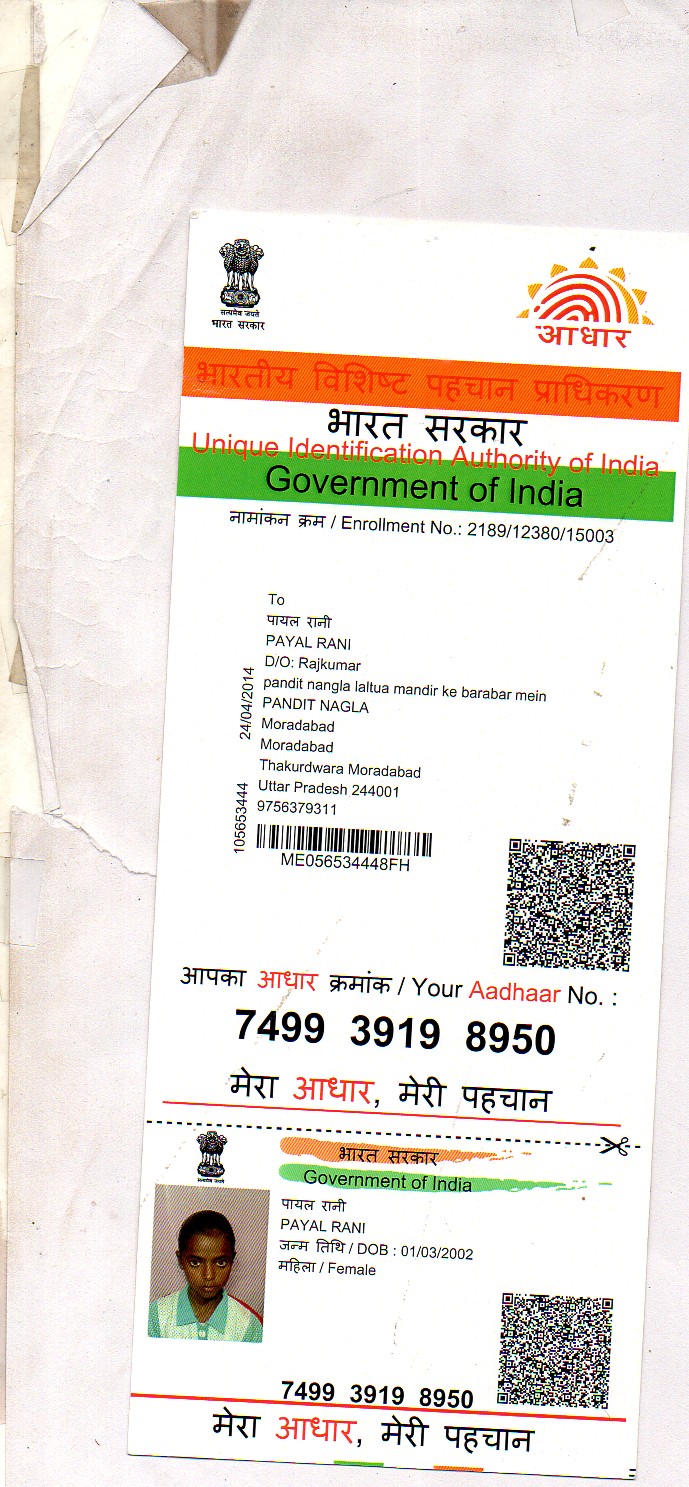 सत्यमेव जयते
भारत सरकार
आधार
भारतीय विशिष्ट पहचान प्राधिकरण
भारत सरकार
Unique Identification Authority of India
Government of India
नामांकन क्रम / Enrollment No.: 2189/12380/15003
To
पायल रानी
PAYAL RANI
D/O: Rajkumar
pandit nangla laltua mandir ke barabar mein
PANDIT NAGLA
Moradabad
Moradabad
Thakurdwara Moradabad
Uttar Pradesh 244001
9756379311
24/04/2014
105653444
ME056534448FH
आपका आधार क्रमांक / Your Aadhaar No. :
7499 3919 8950
मेरा आधार, मेरी पहचान
सत्यमेव जयते
भारत सरकार
Government of India
पायल रानी
PAYAL RANI
जन्म तिथि / DOB : 01/03/2002
महिला / Female
7499 3919 8950
मेरा आधार, मेरी पहचान